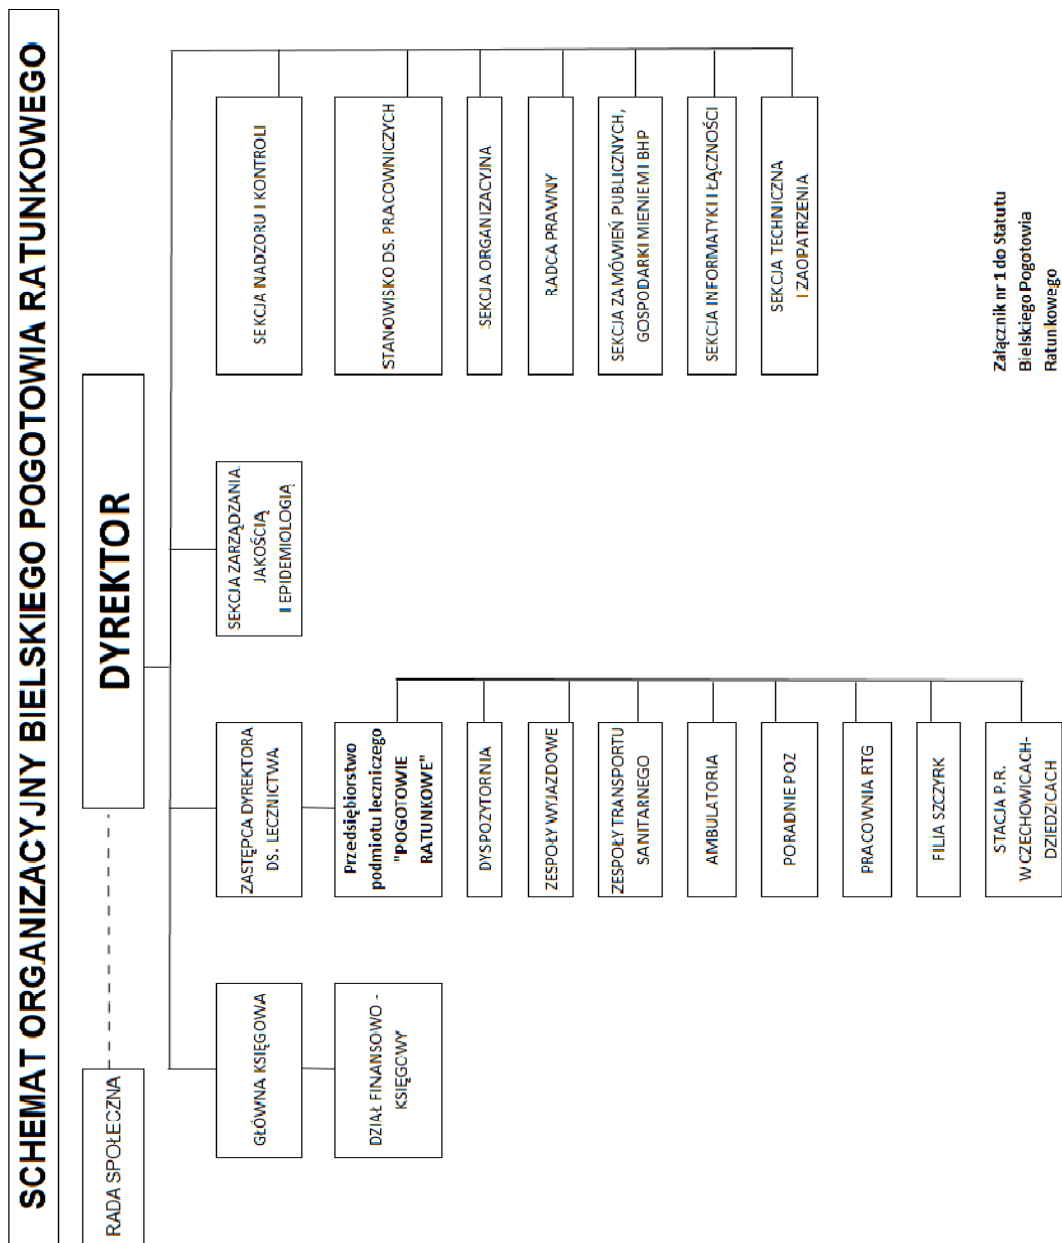 SCHEMAT ORGANIZACYJNY BIELSKIEGO POGOTOWIA RATUNKOWEGO
RADA SPOŁECZNA
DYREKTOR
GŁÓWNA KSIĘGOWA
DZIAŁ FINANSOWO -
KSIĘGOWY
ZASTĘPCA DYREKTORA
DS. LECZNICTWA
Przedsiębiorstwo
podmiotu leczniczego
"POGOTOWIE
RATUNKOWE"
DYSPOZYTORNIA
ZESPOŁY WYJAZDOWE
ZESPOŁY TRANSPORTU
SANITARNEGO
AMBULATORIA
PORADNIE POZ
PRACOWNIA RTG
FILIA SZCZYRK
STACJA P.R.
W CZECHOWICACH-
DZIEDZICACH
SEKCJA ZARZĄDZANIA
JAKOŚCIĄ
I EPIDEMIOLOGIĄ
SEKCJA NADZORU I KONTROLI
STANOWISKO DS. PRACOWNICZYCH
SEKCJA ORGANIZACYJNA
RADCA PRAWNY
SEKCJA ZAMÓWIEŃ PUBLICZNYCH,
GOSPODARKI MIENIEM I BHP
SEKCJA INFORMATYKI I ŁĄCZNOŚCI
SEKCJA TECHNICZNA
I ZAOPATRZENIA
Załącznik nr 1 do Statutu
Bielskiego Pogotowia
Ratunkowego